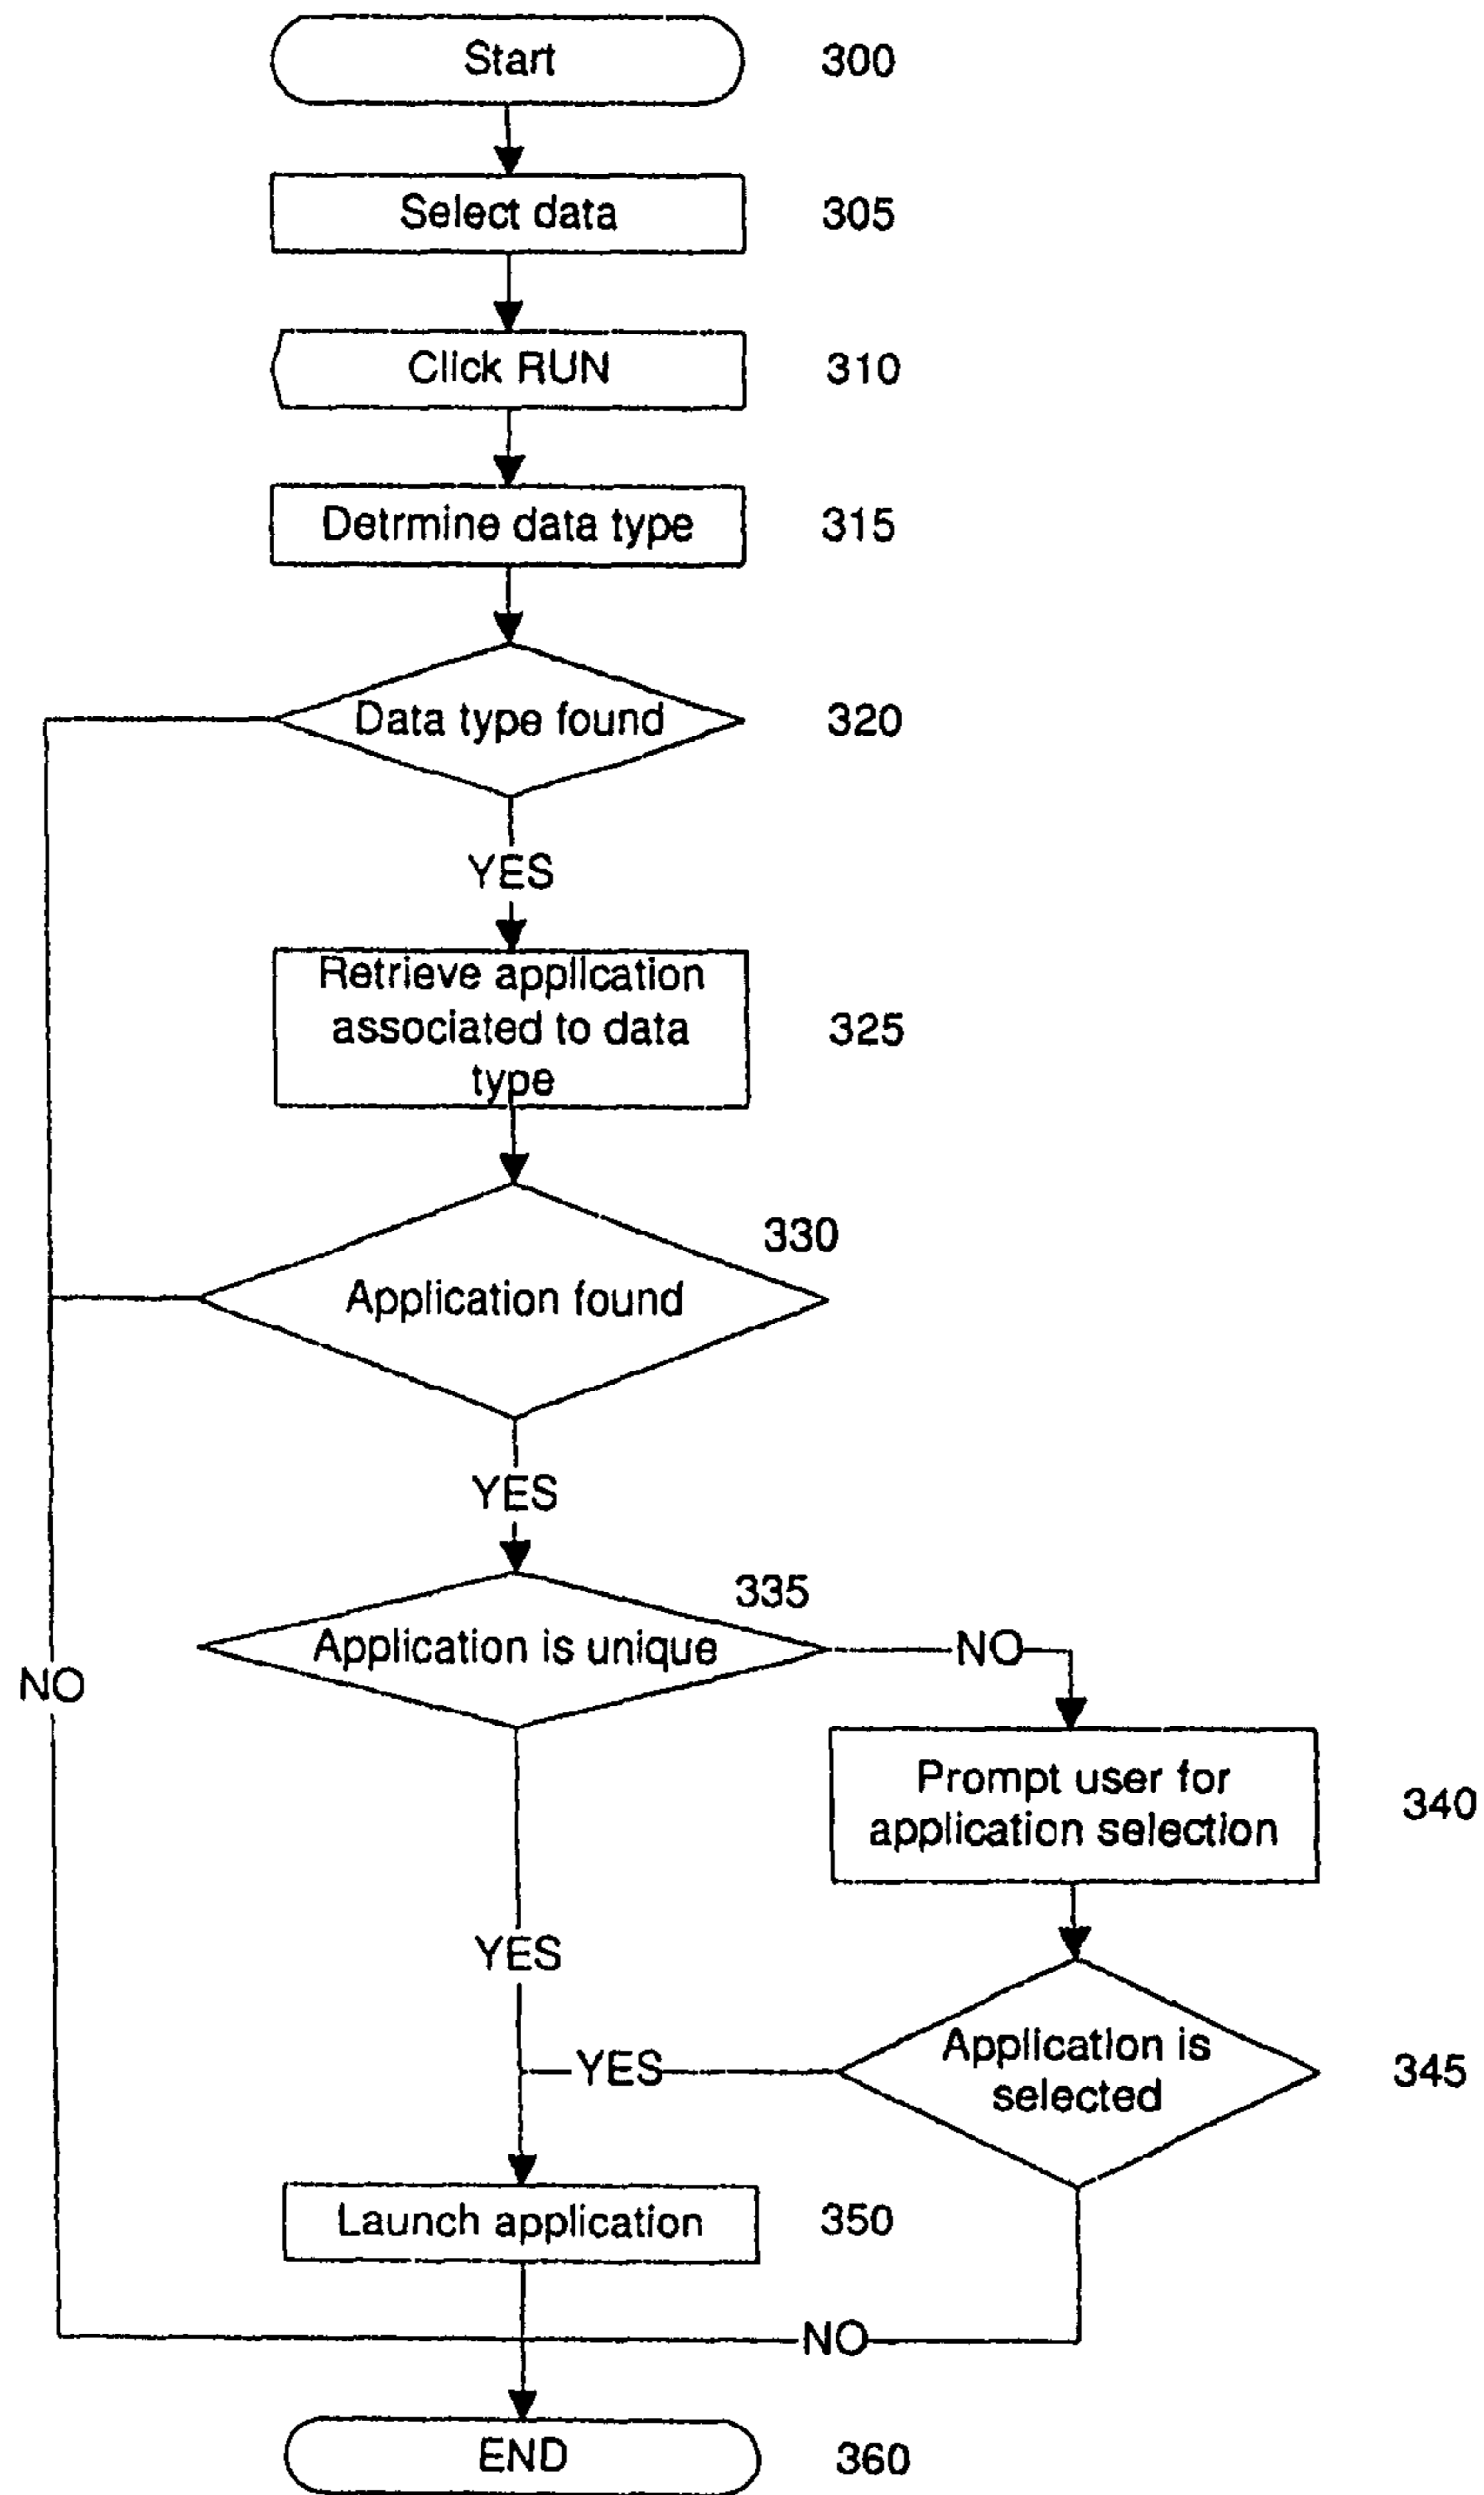 Start 300
Select data 305
Click RUN 310
Detrmine data type 315
Data type found 320
YES
Retrieve application
associated to data 325
type
330
Application found
YES
335
Application is unique NO
NO
Prompt user for
application selection 340
YES
Application is
selected 345
YES
Launch application 350
NO
END 360